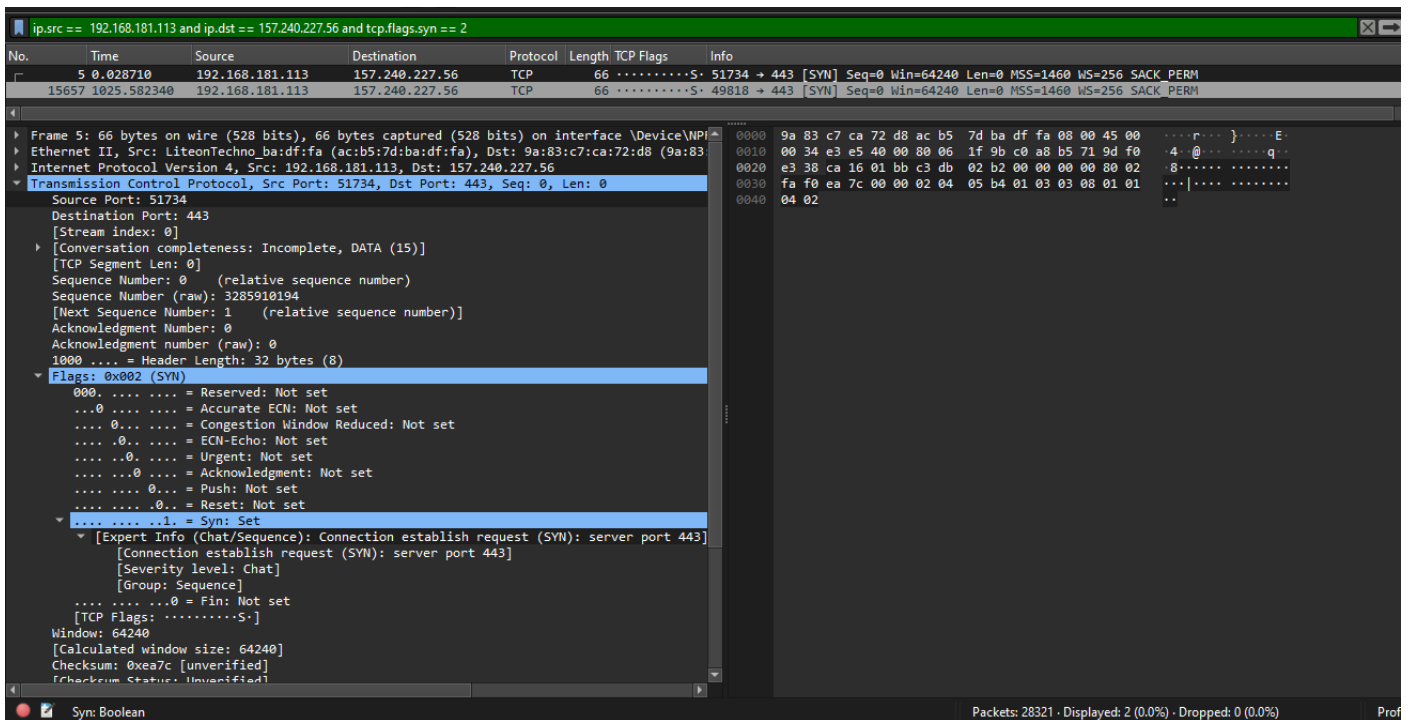 ip.src == 192.168.181.113 and ip.dst == 157.240.227.56 and tcp.flags.syn == 2
No. Time Source Destination Protocol Length TCP Flags Info
5 0.028710 192.168.181.113 157.240.227.56 TCP 66 ··········S· 51734 → 443 [SYN] Seq=0 Win=64240 Len=0 MSS=1460 WS=256 SACK_PERM
15657 1025.582340 192.168.181.113 157.240.227.56 TCP 66 ··········S· 49818 → 443 [SYN] Seq=0 Win=64240 Len=0 MSS=1460 WS=256 SACK_PERM
Frame 5: 66 bytes on wire (528 bits), 66 bytes captured (528 bits) on interface \Device\NPF
Ethernet II, Src: LiteonTechno_ba:df:fa (ac:b5:7d:ba:df:fa), Dst: 9a:83:c7:ca:72:d8 (9a:83:
Internet Protocol Version 4, Src: 192.168.181.113, Dst: 157.240.227.56
Transmission Control Protocol, Src Port: 51734, Dst Port: 443, Seq: 0, Len: 0
Source Port: 51734
Destination Port: 443
[Stream index: 0]
[Conversation completeness: Incomplete, DATA (15)]
[TCP Segment Len: 0]
Sequence Number: 0 (relative sequence number)
Sequence Number (raw): 3285910194
[Next Sequence Number: 1 (relative sequence number)]
Acknowledgment Number: 0
Acknowledgment number (raw): 0
1000 .... = Header Length: 32 bytes (8)
Flags: 0x002 (SYN)
000. .... .... = Reserved: Not set
...0 .... .... = Accurate ECN: Not set
.... 0... .... = Congestion Window Reduced: Not set
.... .0.. .... = ECN-Echo: Not set
.... ..0. .... = Urgent: Not set
.... ...0 .... = Acknowledgment: Not set
.... .... 0... = Push: Not set
.... .... .0.. = Reset: Not set
.... .... ..1. = Syn: Set
[Expert Info (Chat/Sequence): Connection establish request (SYN): server port 443]
[Connection establish request (SYN): server port 443]
[Severity level: Chat]
[Group: Sequence]
.... .... ...0 = Fin: Not set
[TCP Flags: ··········S·]
Window: 64240
[Calculated window size: 64240]
Checksum: 0xea7c [unverified]
[Checksum Status: Unverified]
0000 9a 83 c7 ca 72 d8 ac b5 7d ba df fa 08 00 45 00 ····r··· }·····E·
0010 00 34 e3 e5 40 00 80 06 1f 9b c0 a8 b5 71 9d f0 ·4··@··· ·····q··
0020 e3 38 ca 16 01 bb c3 db 02 b2 00 00 00 00 80 02 ·8······ ········
0030 fa f0 ea 7c 00 00 02 04 05 b4 01 03 03 08 01 01 ···|···· ········
0040 04 02 ··
Syn: Boolean
Packets: 28321 · Displayed: 2 (0.0%) · Dropped: 0 (0.0%)
Prof